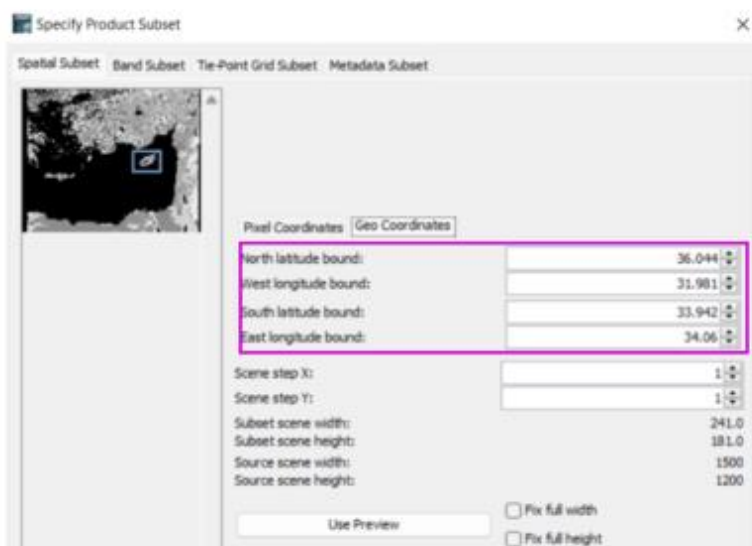 Specify Product Subset
Spatial Subset Band Subset Tie-Point Grid Subset Metadata Subset
Pixel Coordinates Geo Coordinates
North latitude bound: 36.044
West longitude bound: 31.981
South latitude bound: 33.942
East longitude bound: 34.06
Scene step X: 1
Scene step Y: 1
Subset scene width: 241.0
Subset scene height: 181.0
Source scene width: 1500
Source scene height: 1200
Use Preview
Fix full width
Fix full height